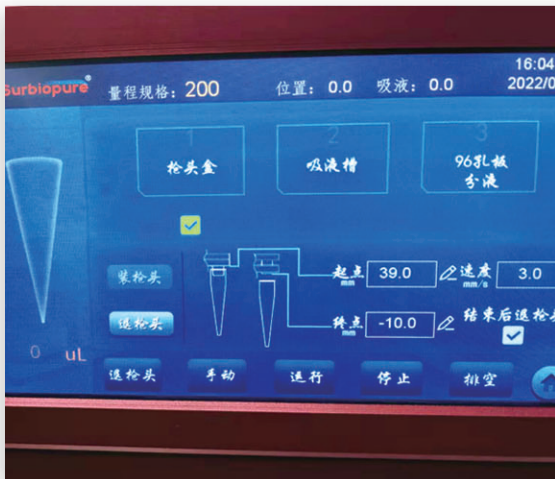 Surbiopure®
量程规格: 200
位置: 0.0
吸液: 0.0
16:04
2022/0
1
枪头盒
2
吸液槽
3
96孔板
分液
装枪头
退枪头
起点
mm
39.0
速度
mm/s
3.0
终点
mm
-10.0
结束后退枪头
0 uL
退枪头
手动
运行
停止
排空